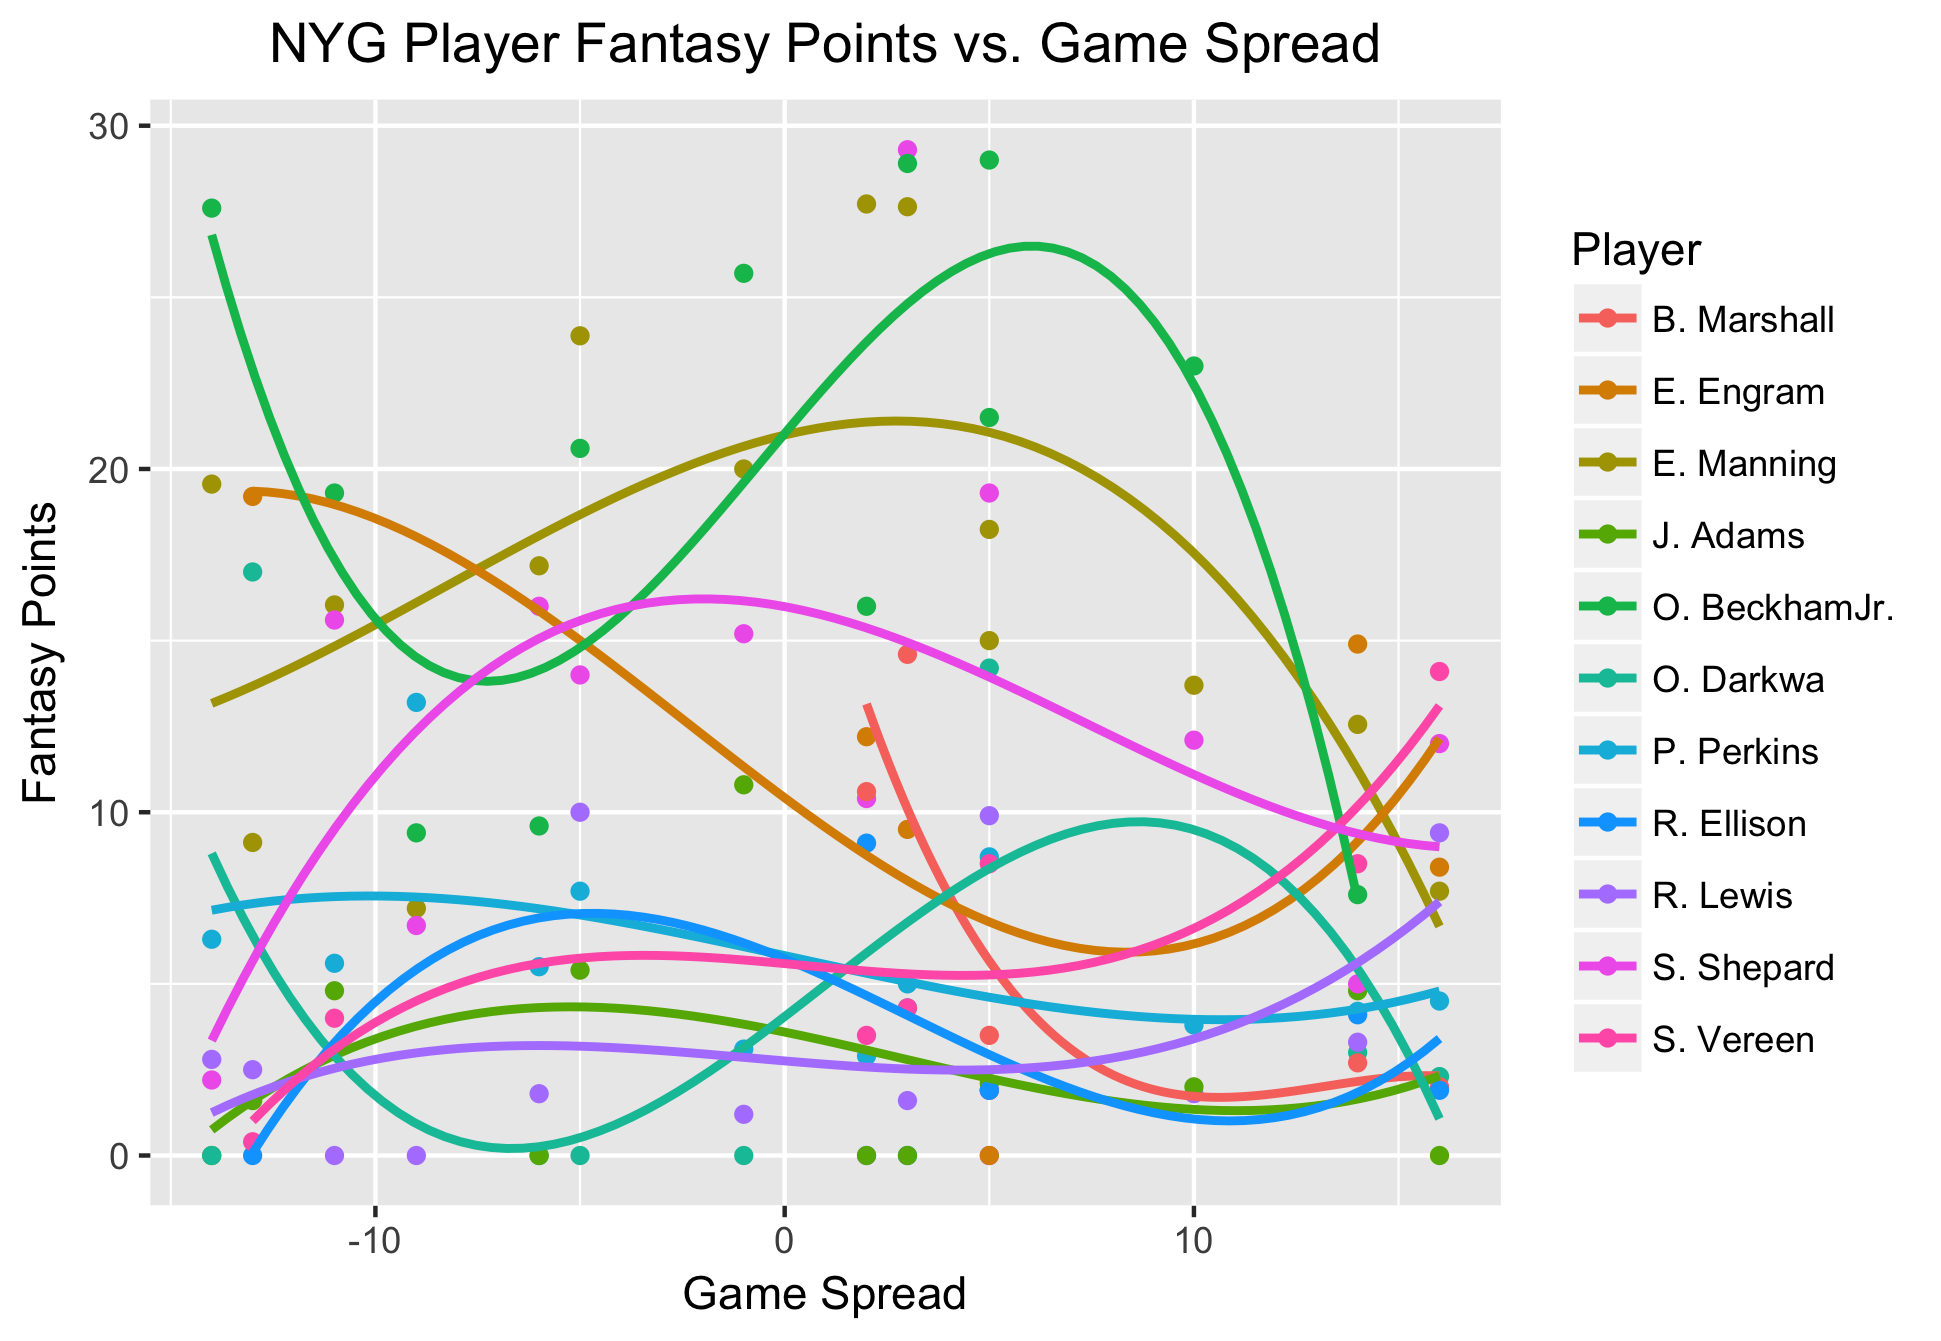 NYG Player Fantasy Points vs. Game Spread
30
20
10
0
Fantasy Points
-10
0
10
Game Spread
Player
B. Marshall
E. Engram
E. Manning
J. Adams
O. BeckhamJr.
O. Darkwa
P. Perkins
R. Ellison
R. Lewis
S. Shepard
S. Vereen